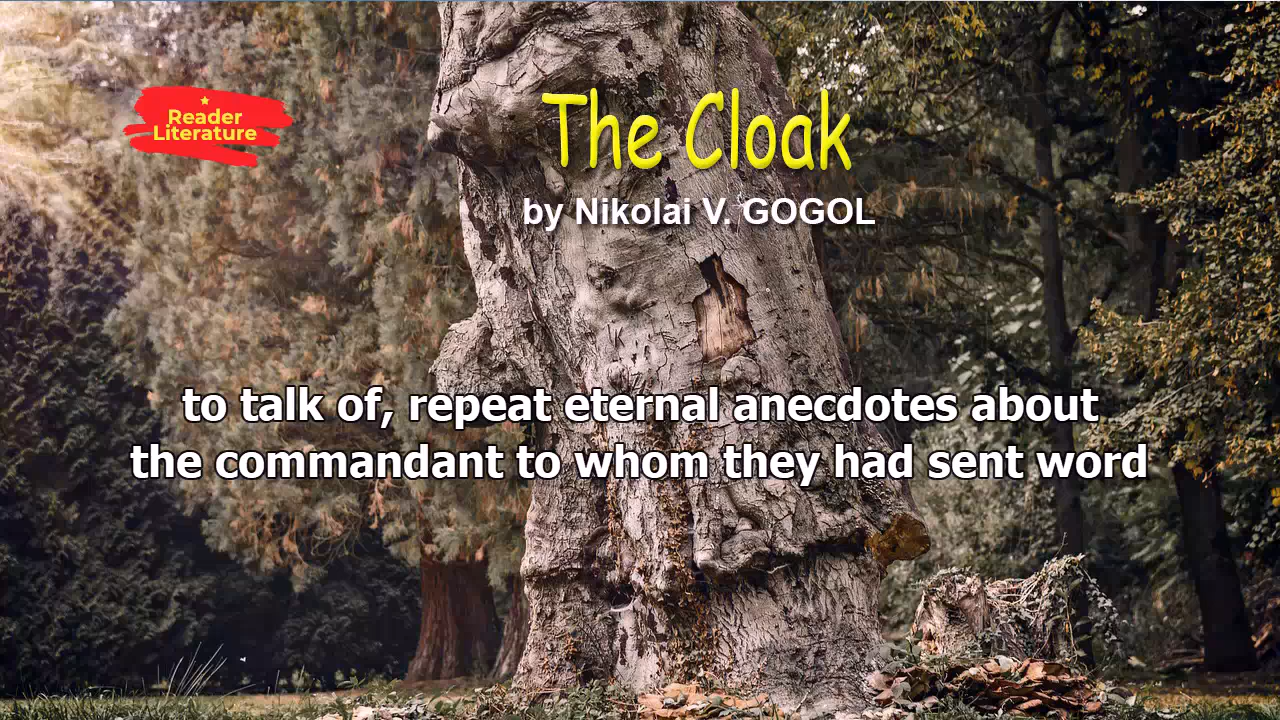 Reader
Literature
The Cloak
by Nikolai V. GOGOL
to talk of, repeat eternal anecdotes about
the commandant to whom they had sent word